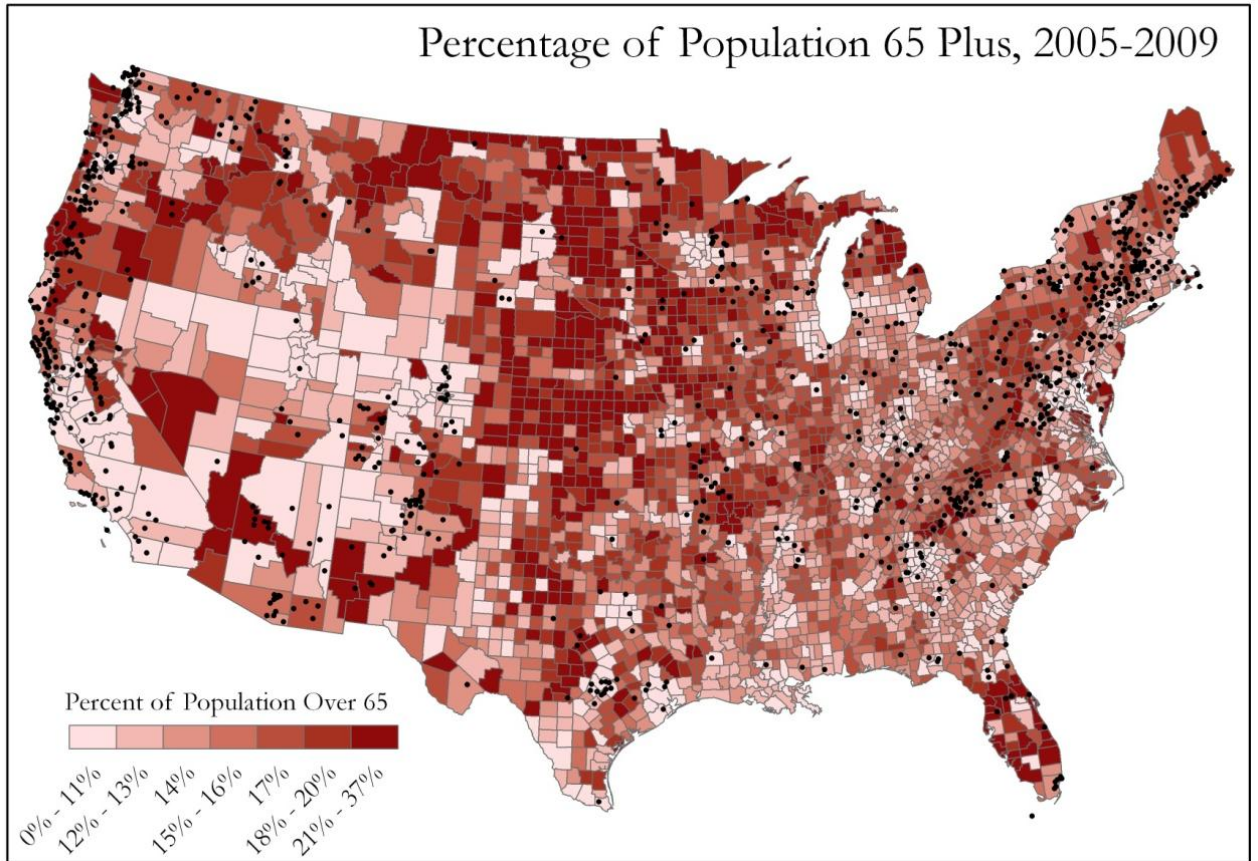 Percentage of Population 65 Plus, 2005-2009
Percent of Population Over 65
0% - 11%
12% - 13%
14%
15% - 16%
17%
18% - 20%
21% - 37%